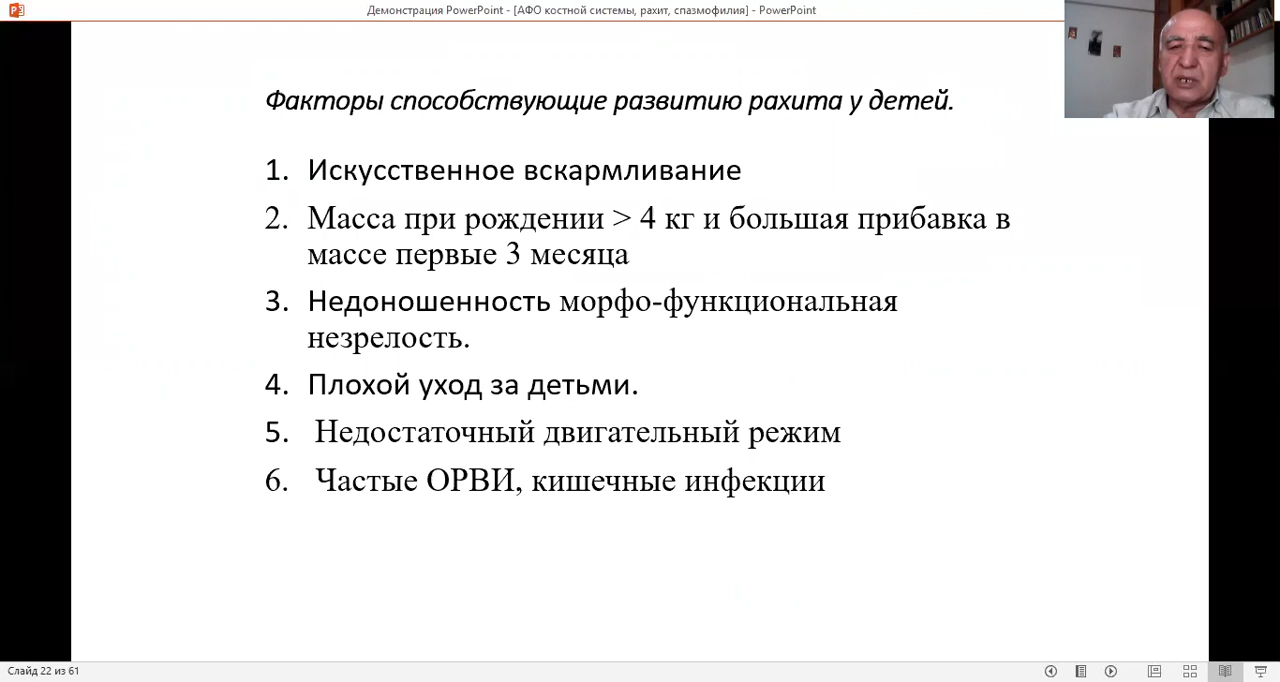 Демонстрация PowerPoint - [АФО костной системы, рахит, спазмофилия] - PowerPoint
Факторы способствующие развитию рахита у детей.
1. Искусственное вскармливание
2. Масса при рождении > 4 кг и большая прибавка в
массе первые 3 месяца
3. Недоношенность морфо-функциональная
незрелость.
4. Плохой уход за детьми.
5. Недостаточный двигательный режим
6. Частые ОРВИ, кишечные инфекции
Слайд 22 из 61